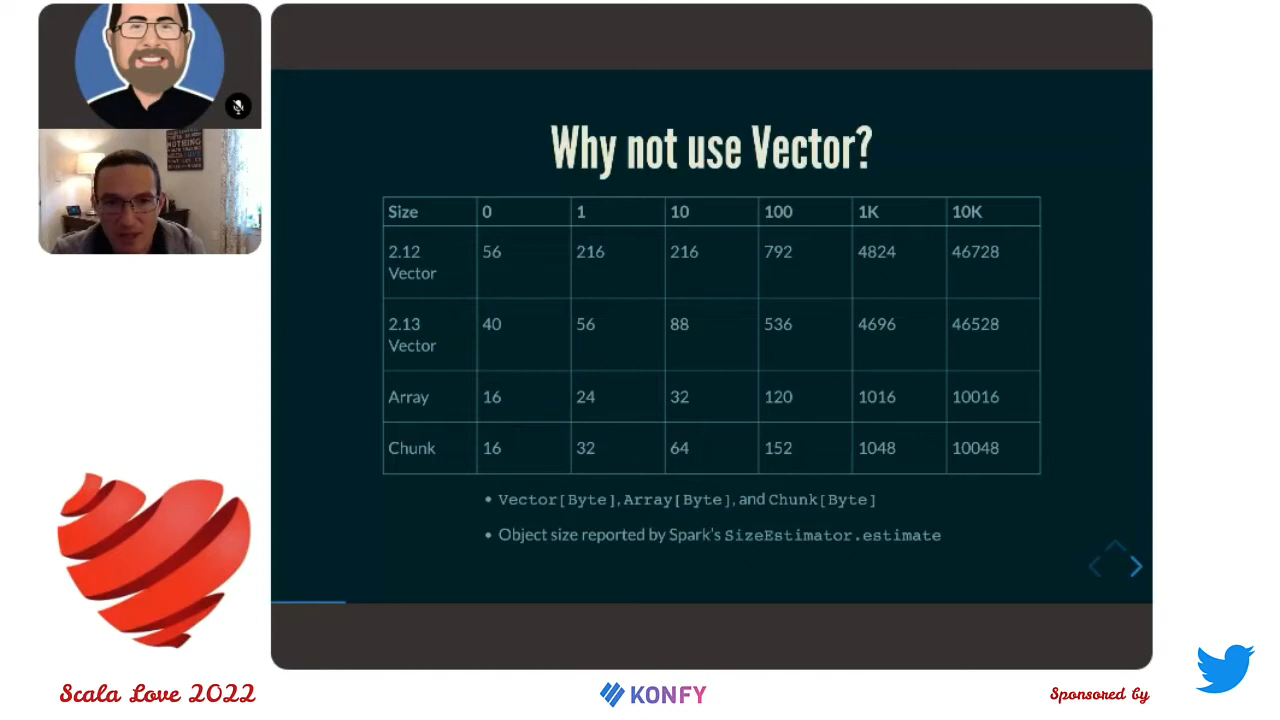 Why not use Vector?
Size 0 1 10 100 1K 10K
2.12 Vector 56 216 216 792 4824 46728
2.13 Vector 40 56 88 536 4696 46528
Array 16 24 32 120 1016 10016
Chunk 16 32 64 152 1048 10048
• Vector[Byte], Array[Byte], and Chunk[Byte]
• Object size reported by Spark's SizeEstimator.estimate
Scala Love 2022
KONFY
Sponsored by